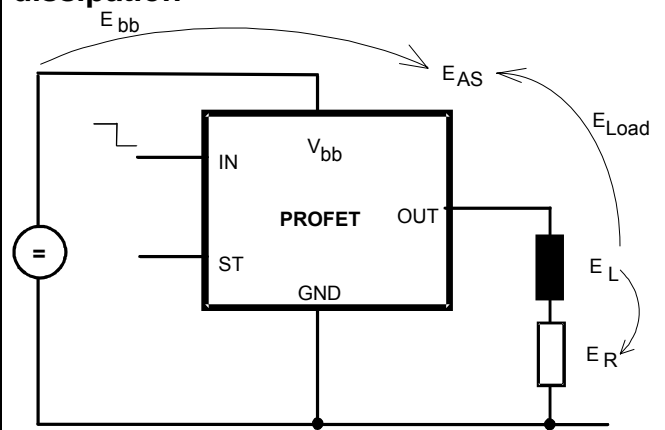 dissipation
E bb
E AS
E Load
IN
V bb
PROFET
OUT
=
ST
GND
E L
E R